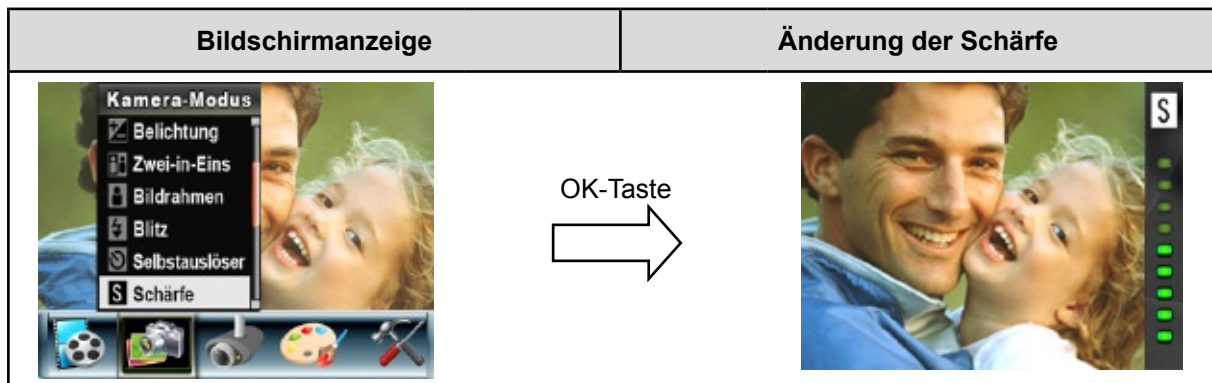 Bildschirmanzeige
Änderung der Schärfe
Kamera-Modus
Belichtung
Zwei-in-Eins
Bildrahmen
Blitz
Selbstauslöser
S Schärfe
OK-Taste
S